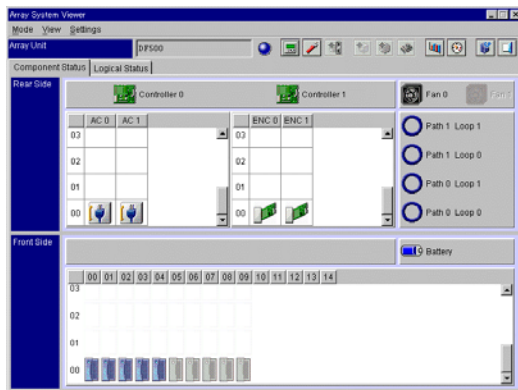 Array System Viewer
Mode View Settings
Array Unit DF500
Component Status Logical Status
Rear Side
Controller 0 Controller 1 Fan 0 Fan 1
AC 0 AC 1 ENC 0 ENC 1
03 03
02 02
01 01
00 00
Path 1 Loop 1
Path 1 Loop 0
Path 0 Loop 1
Path 0 Loop 0
Front Side
Battery
00 01 02 03 04 05 06 07 08 09 10 11 12 13 14
03
02
01
00